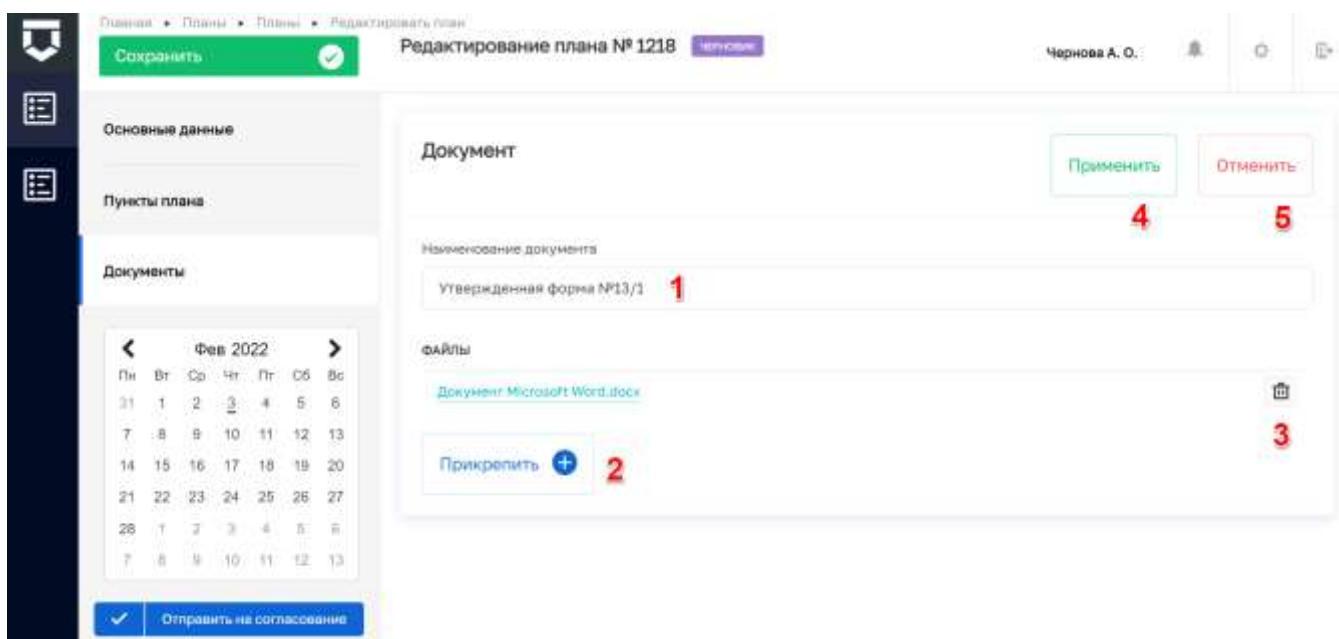 Главная • Планы • Планы • Редактировать план
Сохранить
Редактирование плана № 1218 ЧЕРНОВИК
Чернова А. О.
Основные данные
Пункты плана
Документы
Документ
Применить
Отменить
4
5
Наименование документа
Утвержденная форма №13/1
1
ФАЙЛЫ
Документ Microsoft Word.docx
3
Прикрепить
2
Фев 2022
Пн Вт Ср Чт Пт Сб Вс
31 1 2 3 4 5 6
7 8 9 10 11 12 13
14 15 16 17 18 19 20
21 22 23 24 25 26 27
28 1 2 3 4 5 6
7 8 9 10 11 12 13
Отправить на согласование